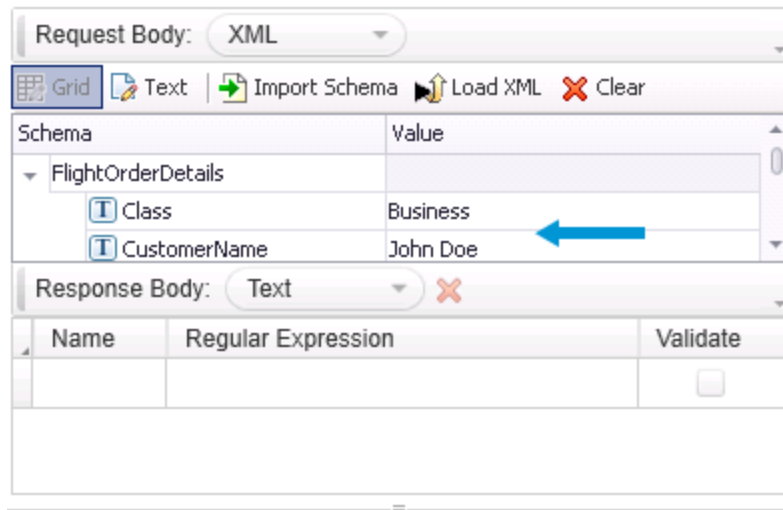 Request Body: XML
Grid Text Import Schema Load XML Clear
Schema Value
FlightOrderDetails
T Class Business
T CustomerName John Doe
Response Body: Text
Name Regular Expression Validate